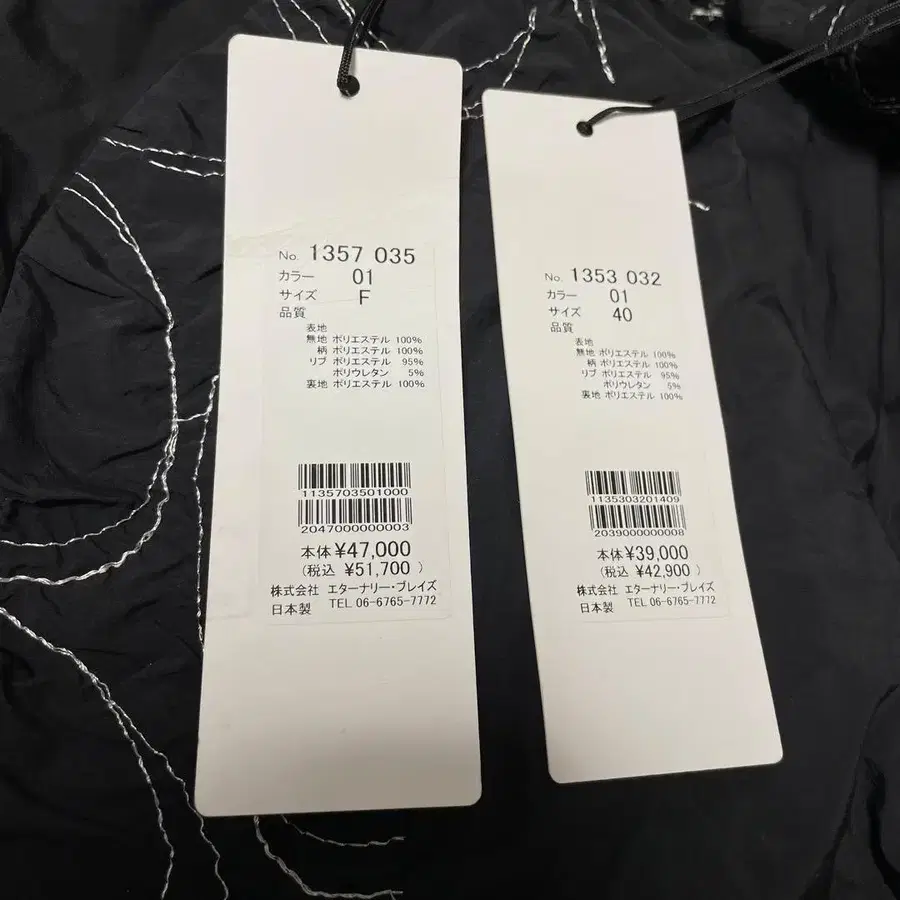 No. 1357 035
カラー 01
サイズ F
品質
表地
無地 ポリエステル 100%
柄 ポリエステル 100%
リブ ポリエステル 95%
ポリウレタン 5%
裏地 ポリエステル 100%
1135703501000
2047000000003
本体 ¥47,000
(税込 ¥51,700 )
株式会社 エターナリー・ブレイズ
日本製 TEL 06-6765-7772
No. 1353 032
カラー 01
サイズ 40
品質
表地
無地 ポリエステル 100%
柄 ポリエステル 100%
リブ ポリエステル 95%
ポリウレタン 5%
裏地 ポリエステル 100%
1135303201409
2039000000008
本体 ¥39,000
(税込 ¥42,900 )
株式会社 エターナリー・ブレイズ
日本製 TEL 06-6765-7772